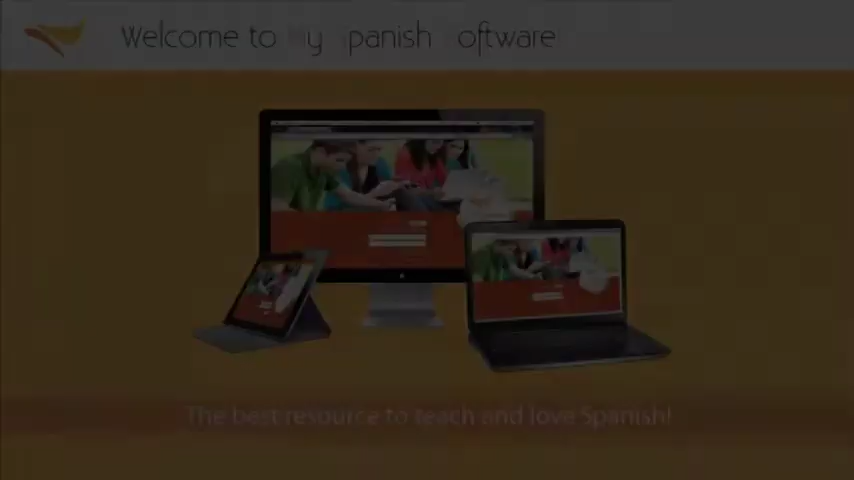 Welcome to My Spanish Software
The best resource to teach and love Spanish!